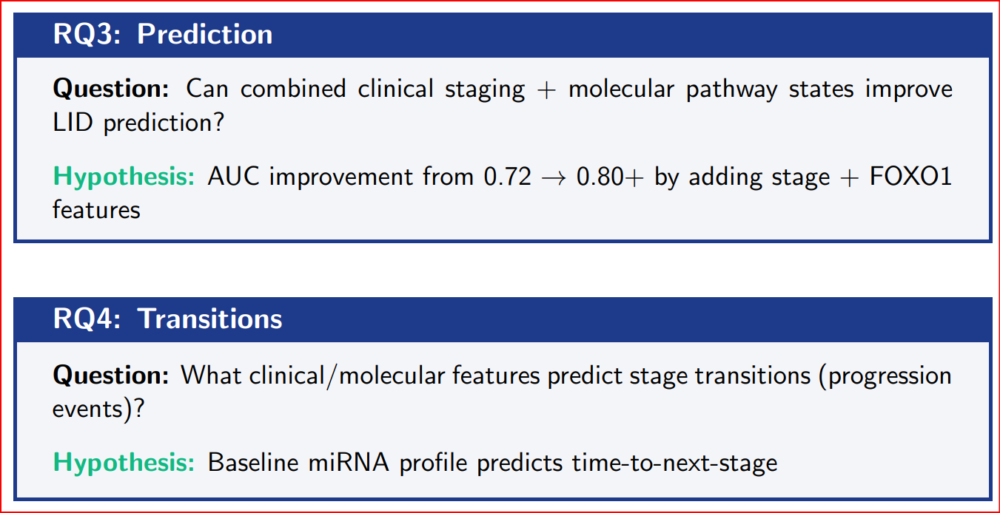 RQ3: Prediction
Question: Can combined clinical staging + molecular pathway states improve
LID prediction?
Hypothesis: AUC improvement from 0.72 → 0.80+ by adding stage + FOXO1
features
RQ4: Transitions
Question: What clinical/molecular features predict stage transitions (progression
events)?
Hypothesis: Baseline miRNA profile predicts time-to-next-stage